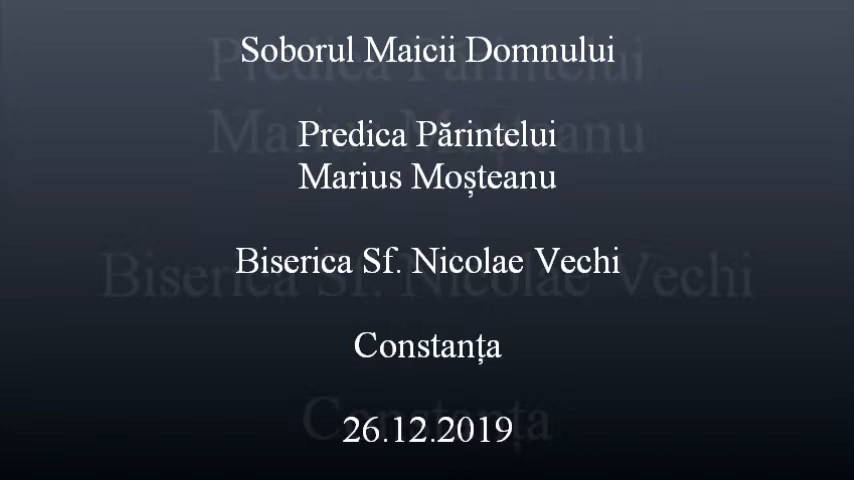 Soborul Maicii Domnului
Predica Părintelui
Marius Moșteanu
Biserica Sf. Nicolae Vechi
Constanța
26.12.2019